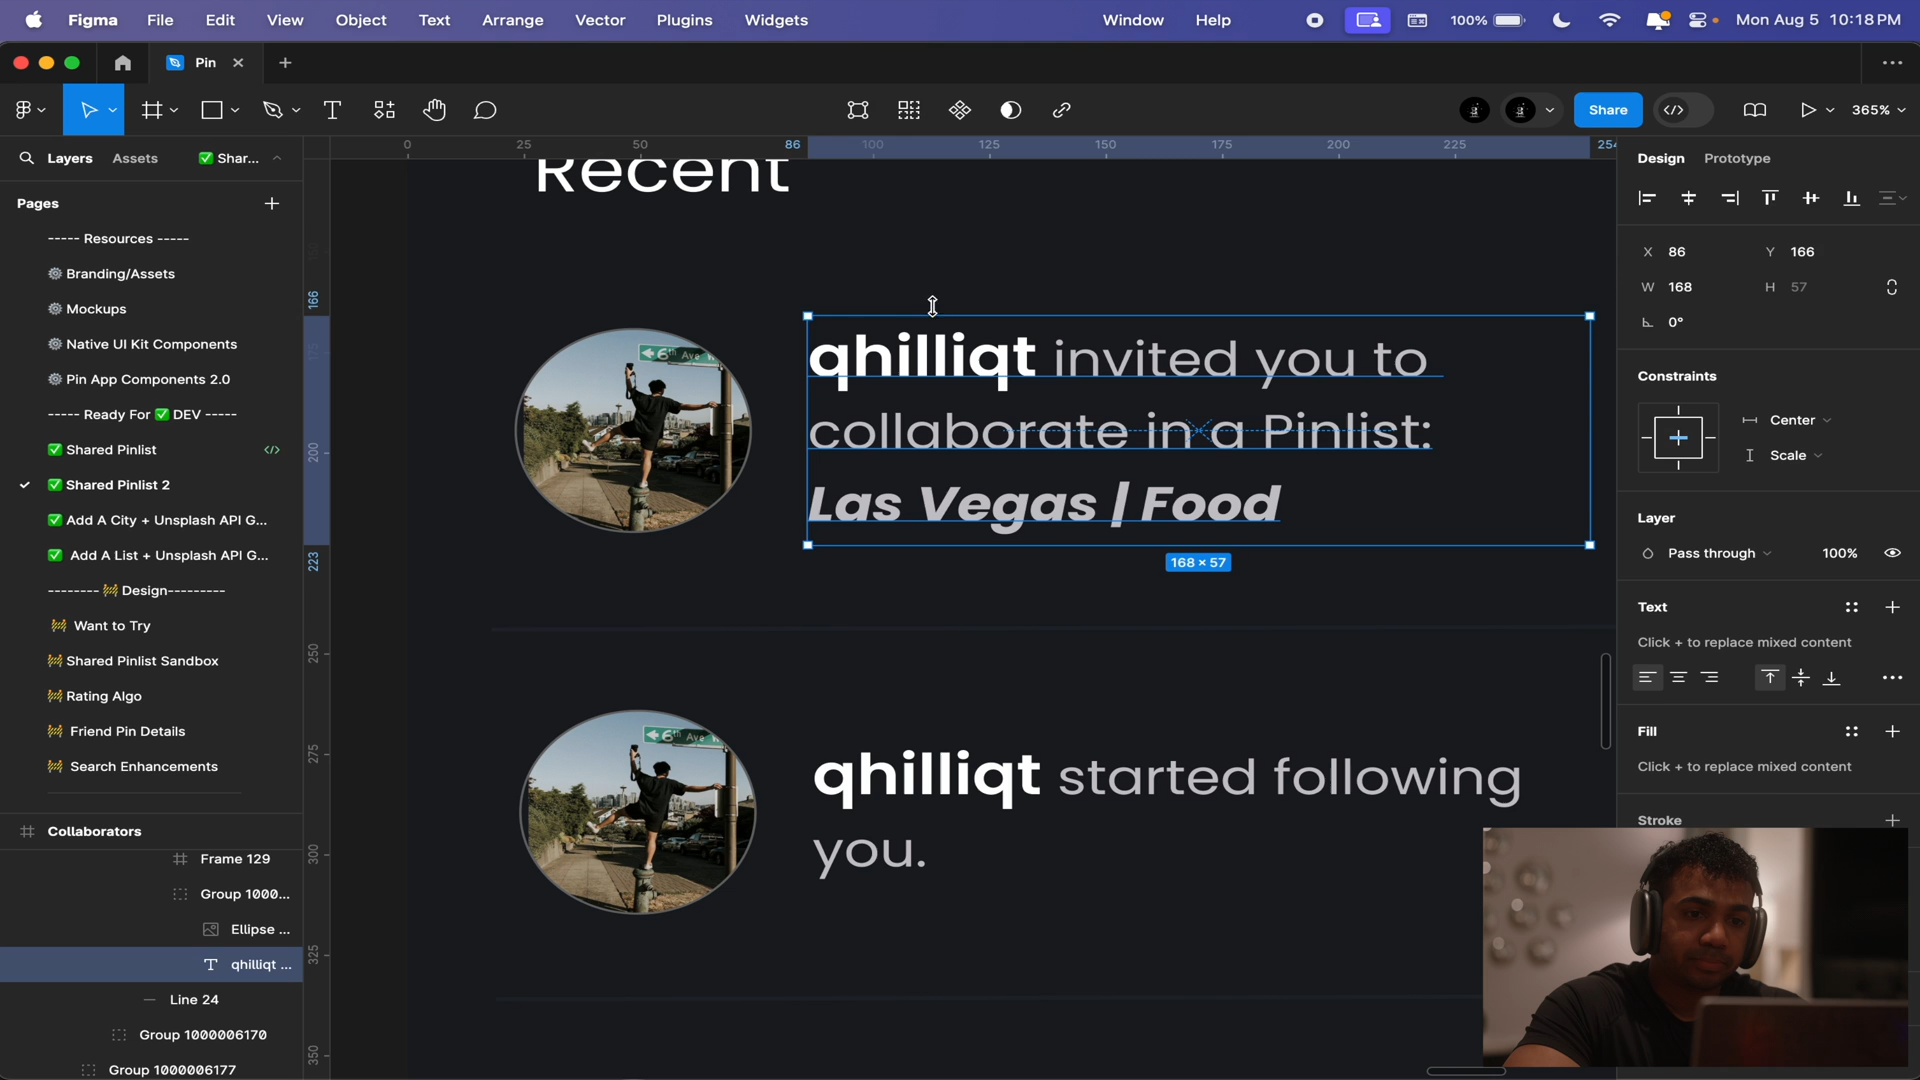 Figma File Edit View Object Text Arrange Vector Plugins Widgets Window Help 100% Mon Aug 5 10:18 PM
Pin
Share 365%
Layers Assets ✅ Shar...
Design Prototype
Pages
----- Resources -----
Branding/Assets
Mockups
Native UI Kit Components
Pin App Components 2.0
----- Ready For ✅ DEV -----
✅ Shared Pinlist
✅ Shared Pinlist 2
✅ Add A City + Unsplash API G...
✅ Add A List + Unsplash API G...
-------- 🚧 Design---------
🚧 Want to Try
🚧 Shared Pinlist Sandbox
🚧 Rating Algo
🚧 Friend Pin Details
🚧 Search Enhancements
Collaborators
Frame 129
Group 1000...
Ellipse ...
qhilliqt ...
Line 24
Group 1000006170
Group 1000006177
0 25 50 86 100 125 150 175 200 225 254
150
166
175
200
223
250
275
300
325
350
Recent
6th Ave W
qhilliqt invited you to
collaborate in a Pinlist:
Las Vegas | Food
168 × 57
6th Ave W
qhilliqt started following
you.
X 86 Y 166
W 168 H 57
0°
Constraints
Center
Scale
Layer
Pass through 100%
Text
Click + to replace mixed content
Fill
Click + to replace mixed content
Stroke